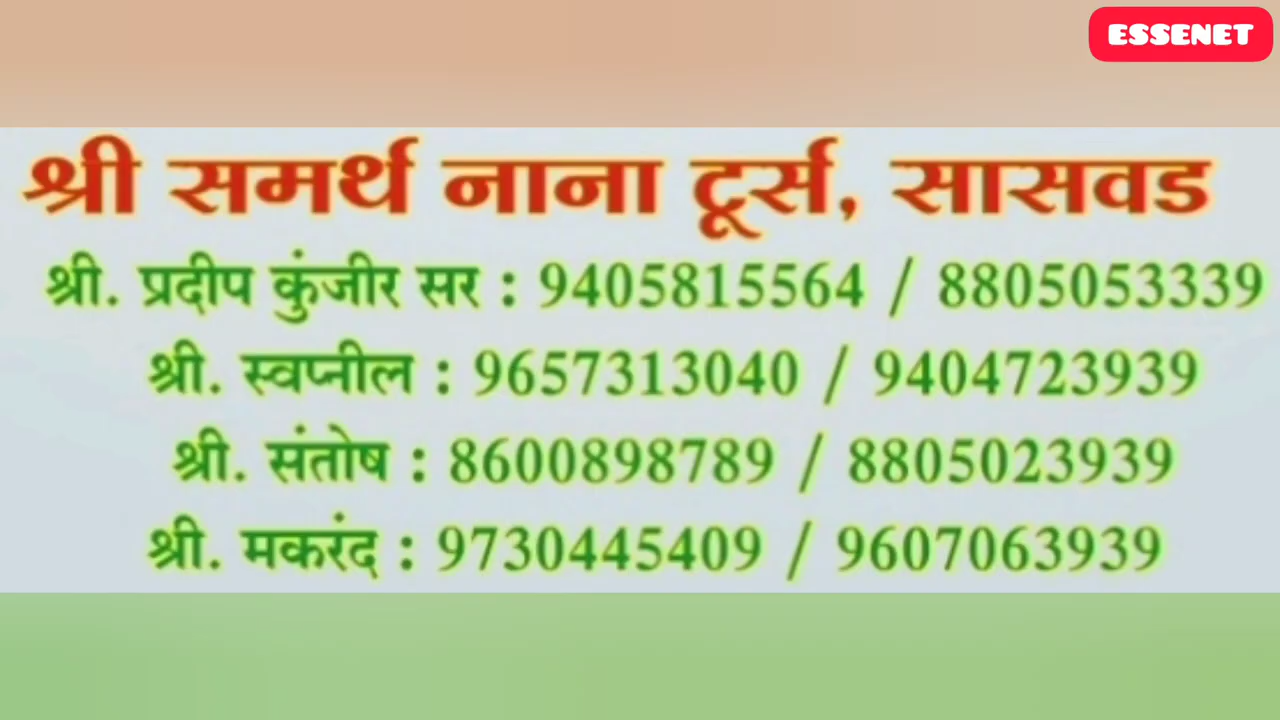 ESSENET
श्री समर्थ नाना टूर्स, सासवड
श्री. प्रदीप कुंजीर सर : 9405815564 / 8805053339
श्री. स्वप्नील : 9657313040 / 9404723939
श्री. संतोष : 8600898789 / 8805023939
श्री. मकरंद : 9730445409 / 9607063939